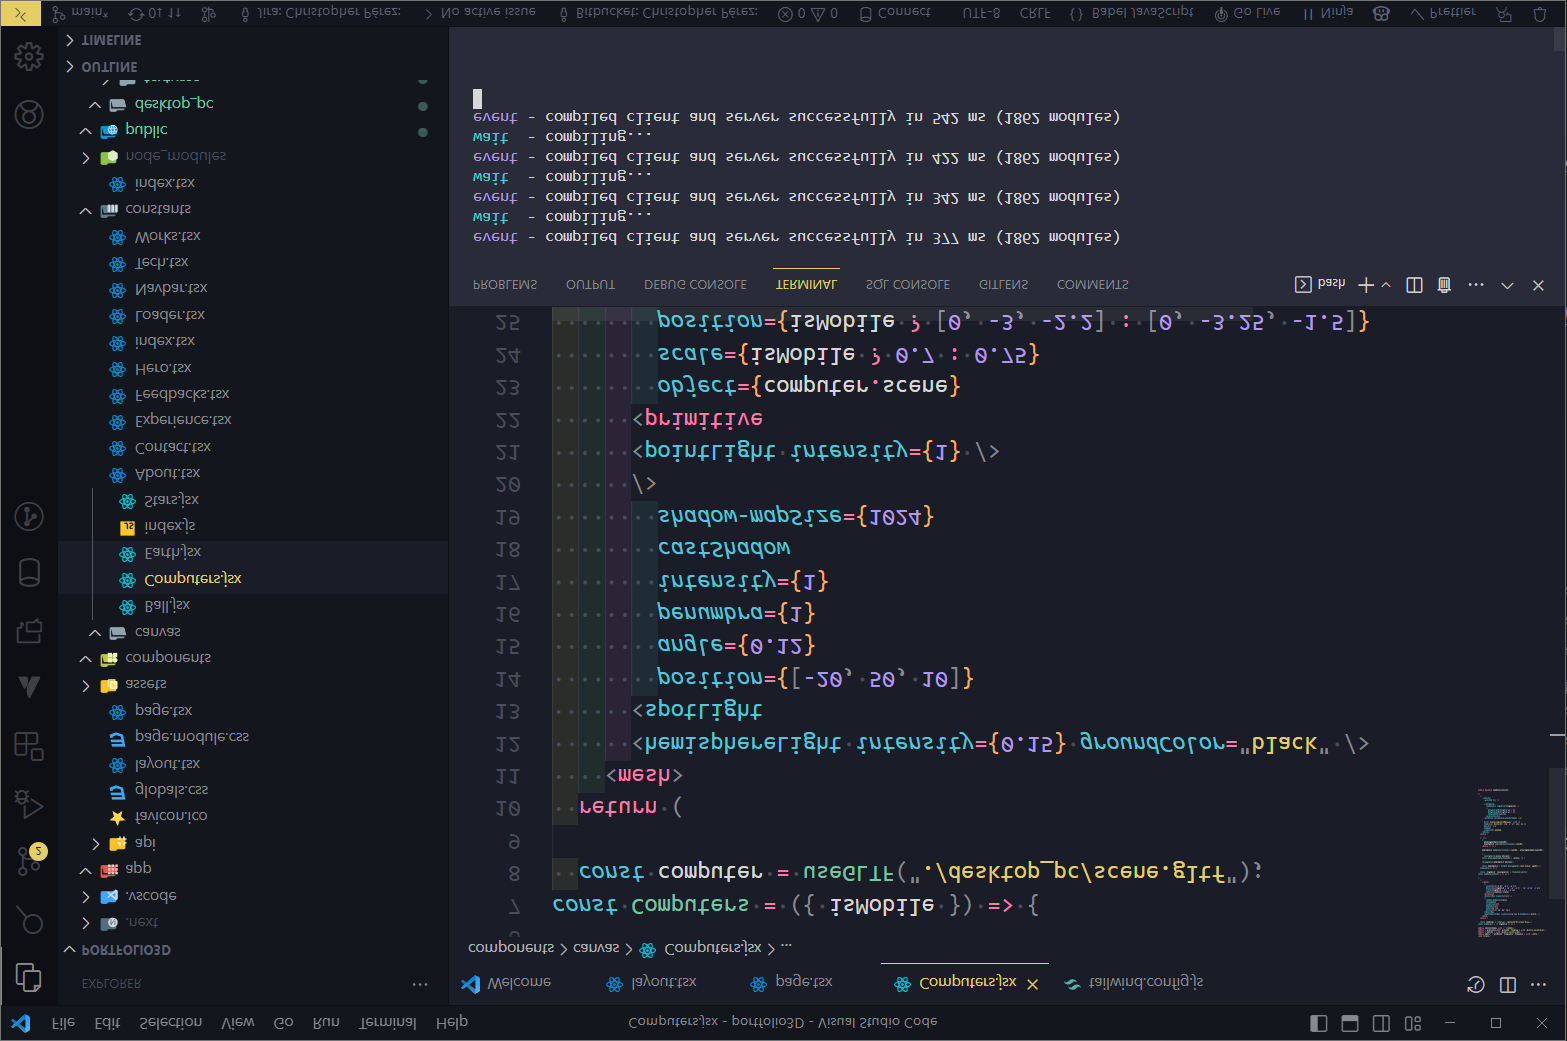 File Edit Selection View Go Run Terminal Help
Computers.jsx - portfolio3D - Visual Studio Code
EXPLORER
PORTFOLIO3D
.next
.vscode
app
api
favicon.ico
globals.css
layout.tsx
page.module.css
page.tsx
assets
components
canvas
Ball.jsx
Computers.jsx
Earth.jsx
index.js
Stars.jsx
About.tsx
Contact.tsx
Experience.tsx
Feedbacks.tsx
Hero.tsx
index.tsx
Loader.tsx
Navbar.tsx
Tech.tsx
Works.tsx
constants
index.tsx
node_modules
public
desktop_pc
OUTLINE
TIMELINE
2
Welcome
layout.tsx
page.tsx
Computers.jsx
tailwind.config.js
components > canvas > Computers.jsx > ...
7 const Computers = ({ isMobile }) => {
8 const computer = useGLTF("./desktop_pc/scene.gltf");
9
10 return (
11 <mesh>
12 <hemisphereLight intensity={0.15} groundColor="black" />
13 <spotLight
14 position={[-20, 50, 10]}
15 angle={0.12}
16 penumbra={1}
17 intensity={1}
18 castShadow
19 shadow-mapSize={1024}
20 />
21 <pointLight intensity={1} />
22 <primitive
23 object={computer.scene}
24 scale={isMobile ? 0.7 : 0.75}
25 position={isMobile ? [0, -3, -2.2] : [0, -3.25, -1.5]}
PROBLEMS OUTPUT DEBUG CONSOLE TERMINAL SQL CONSOLE GITLENS COMMENTS
bash
event - compiled client and server successfully in 377 ms (1862 modules)
wait - compiling...
event - compiled client and server successfully in 342 ms (1862 modules)
wait - compiling...
event - compiled client and server successfully in 422 ms (1862 modules)
wait - compiling...
event - compiled client and server successfully in 542 ms (1862 modules)
main* 0↓ 1↑ Jira: Christopher Pérez: No active issue Bitbucket: Christopher Pérez: 0 0 Connect UTF-8 CRLF {} Babel JavaScript Go Live Ninja Prettier